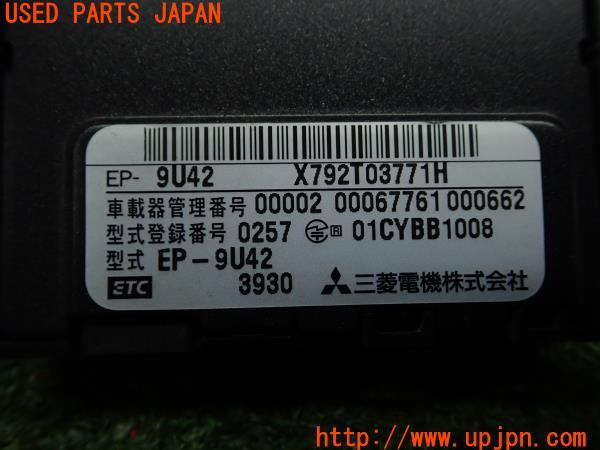 USED PARTS JAPAN
EP- 9U42 X792T03771H
車載器管理番号 00002 00067761 000662
型式登録番号 0257 R 01CYBB1008
型式 EP-9U42
ETC 3930 三菱電機株式会社
UPJ
http://www.upjpn.com/